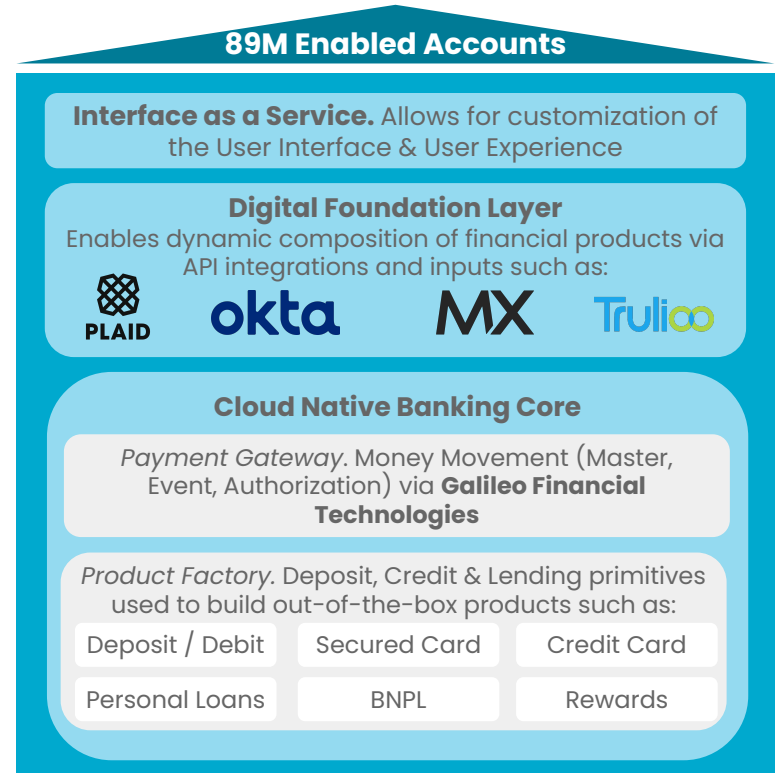 89M Enabled Accounts
Interface as a Service. Allows for customization of
the User Interface & User Experience
Digital Foundation Layer
Enables dynamic composition of financial products via
API integrations and inputs such as:
PLAID
okta
MX
Trulioo
Cloud Native Banking Core
Payment Gateway. Money Movement (Master,
Event, Authorization) via Galileo Financial
Technologies
Product Factory. Deposit, Credit & Lending primitives
used to build out-of-the-box products such as:
Deposit / Debit
Secured Card
Credit Card
Personal Loans
BNPL
Rewards